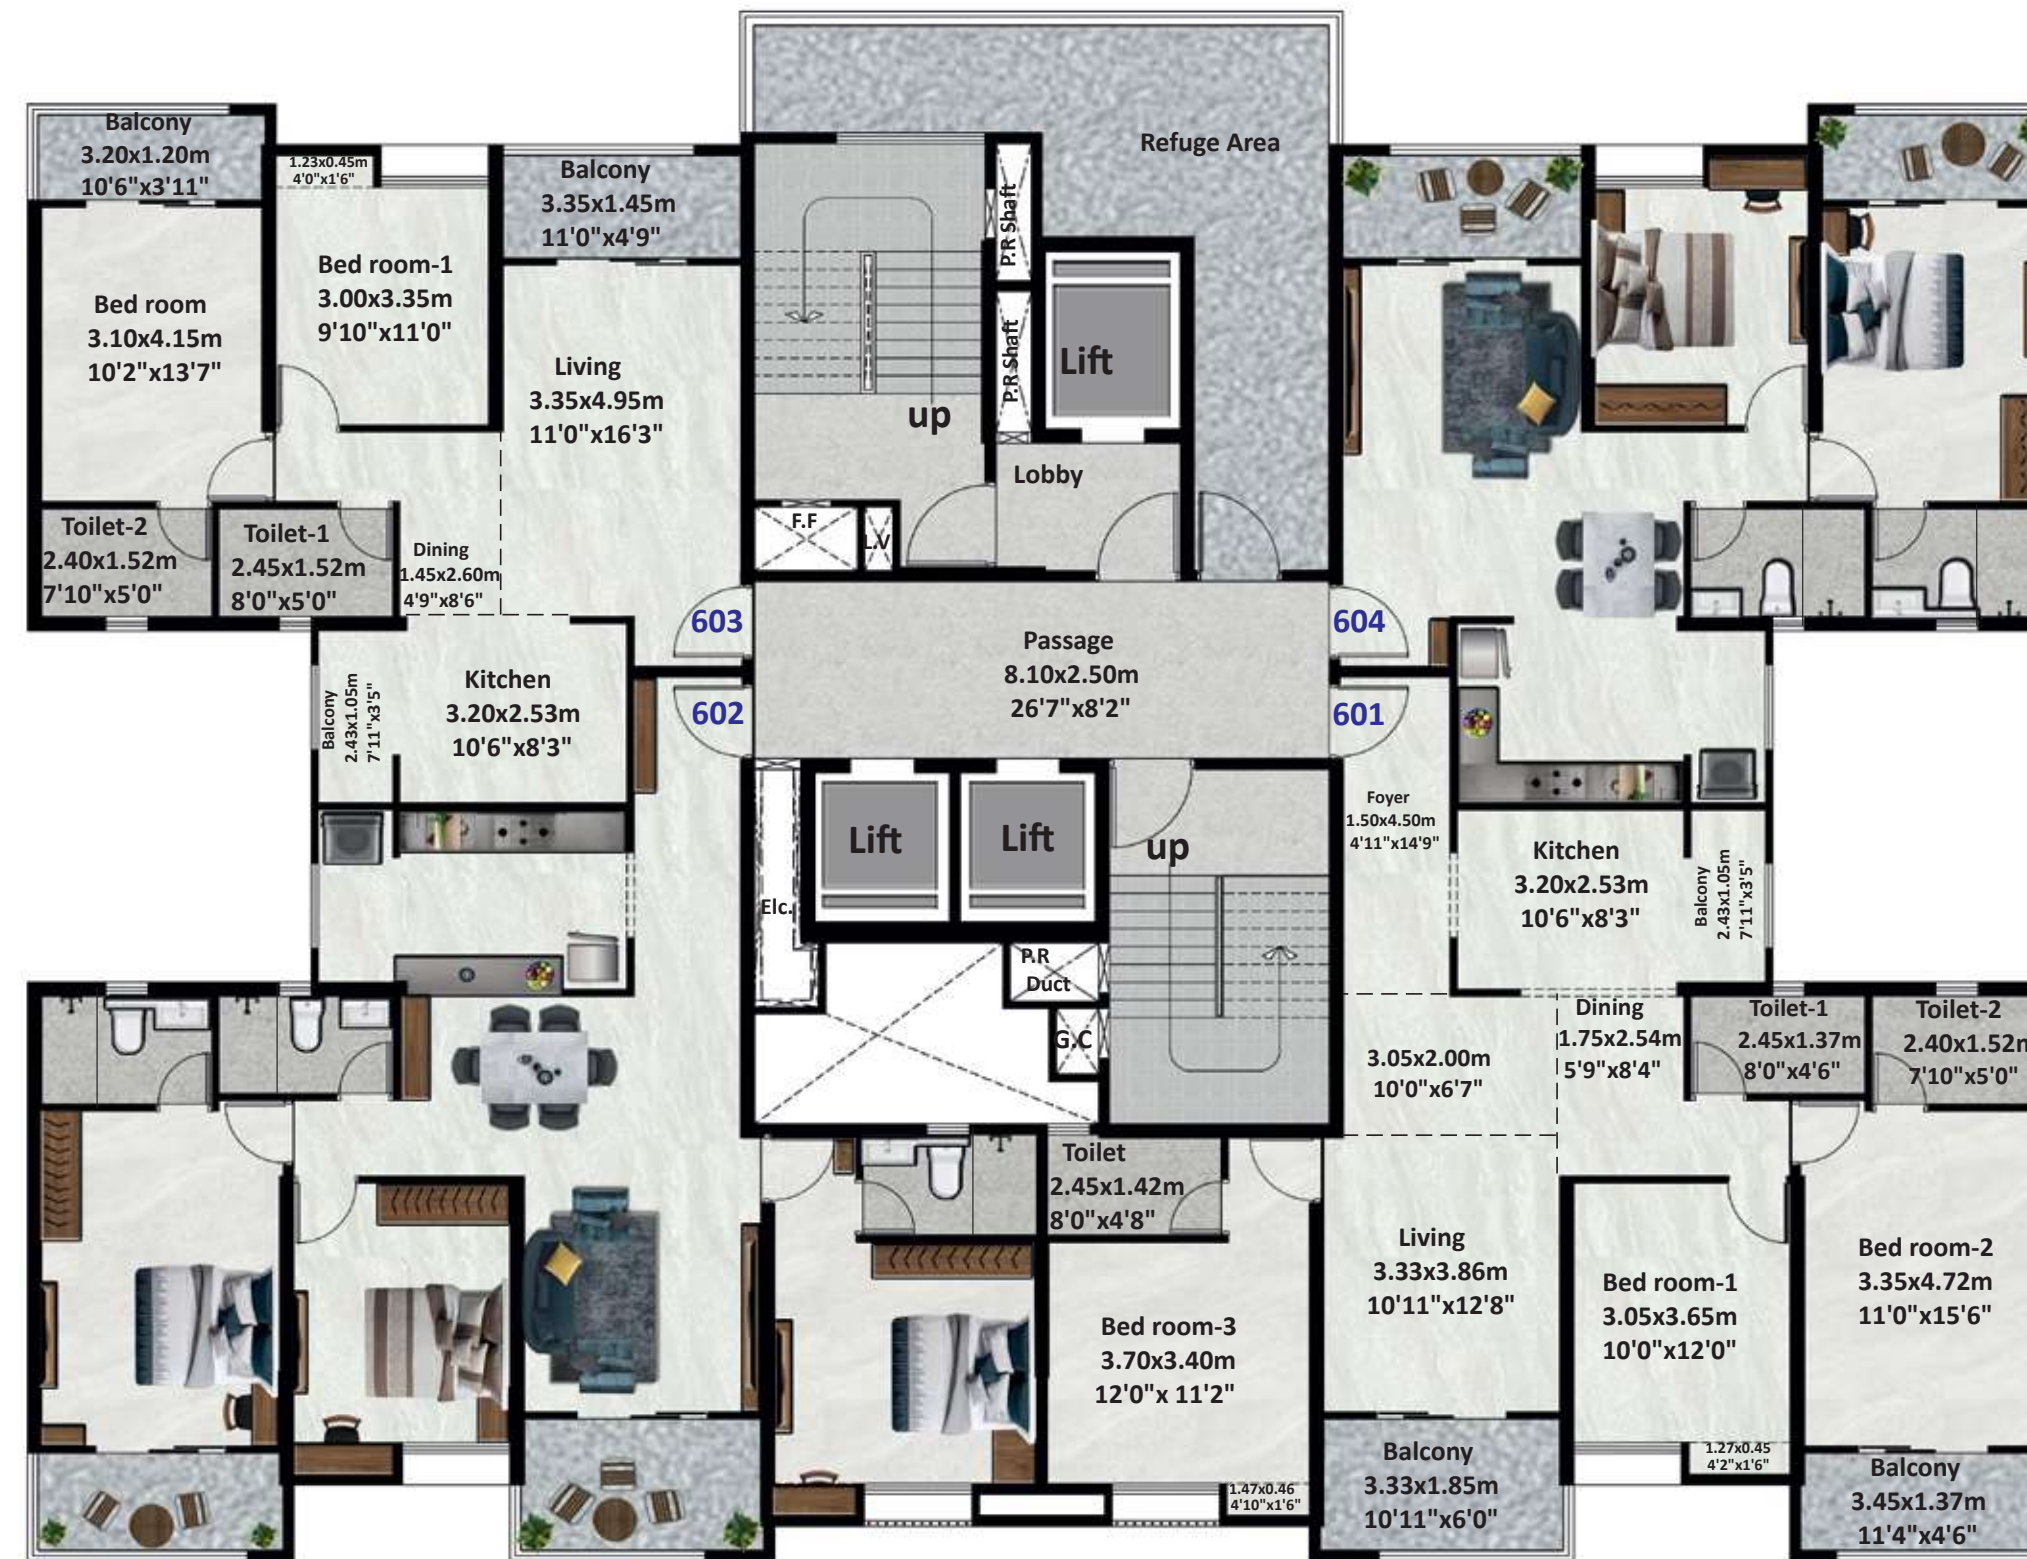 Refuge Area
Balcony
3.20x1.20m
10'6"x3'11"
1.23x0.45m
4'0"x1'6"
Balcony
3.35x1.45m
11'0"x4'9"
Bed room
3.10x4.15m
10'2"x13'7"
Bed room-1
3.00x3.35m
9'10"x11'0"
Living
3.35x4.95m
11'0"x16'3"
P.R Shaft
P.R Shaft
Lift
up
Lobby
F.F
L.V
Toilet-2
2.40x1.52m
7'10"x5'0"
Toilet-1
2.45x1.52m
8'0"x5'0"
Dining
1.45x2.60m
4'9"x8'6"
603
604
Passage
8.10x2.50m
26'7"x8'2"
602
601
Balcony
2.43x1.05m
7'11"x3'5"
Kitchen
3.20x2.53m
10'6"x8'3"
Lift
Lift
up
Elc.
P.R
Duct
G.C
Foyer
1.50x4.50m
4'11"x14'9"
Kitchen
3.20x2.53m
10'6"x8'3"
Balcony
2.43x1.05m
7'11"x3'5"
3.05x2.00m
10'0"x6'7"
Dining
1.75x2.54m
5'9"x8'4"
Toilet-1
2.45x1.37m
8'0"x4'6"
Toilet-2
2.40x1.52m
7'10"x5'0"
Toilet
2.45x1.42m
8'0"x4'8"
Bed room-3
3.70x3.40m
12'0"x 11'2"
Living
3.33x3.86m
10'11"x12'8"
Bed room-1
3.05x3.65m
10'0"x12'0"
Bed room-2
3.35x4.72m
11'0"x15'6"
1.47x0.46
4'10"x1'6"
Balcony
3.33x1.85m
10'11"x6'0"
1.27x0.45
4'2"x1'6"
Balcony
3.45x1.37m
11'4"x4'6"